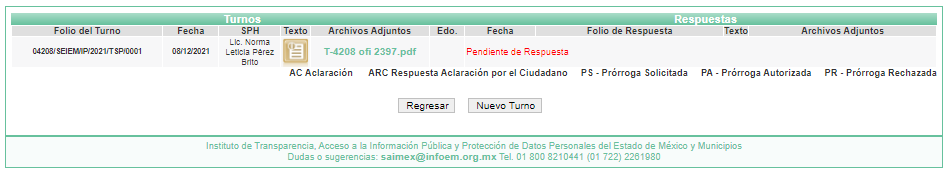 Turnos Respuestas
Folio del Turno Fecha SPH Texto Archivos Adjuntos Edo. Fecha Folio de Respuesta Texto Archivos Adjuntos
04208/SEIEM/IP/2021/TSP/0001 08/12/2021 Lic. Norma Leticia Pérez Brito T-4208 ofi 2397.pdf Pendiente de Respuesta
AC Aclaración ARC Respuesta Aclaración por el Ciudadano PS - Prórroga Solicitada PA - Prórroga Autorizada PR - Prórroga Rechazada
Regresar Nuevo Turno
Instituto de Transparencia, Acceso a la Información Pública y Protección de Datos Personales del Estado de México y Municipios
Dudas o sugerencias: saimex@infoem.org.mx Tel. 01 800 8210441 (01 722) 2261980